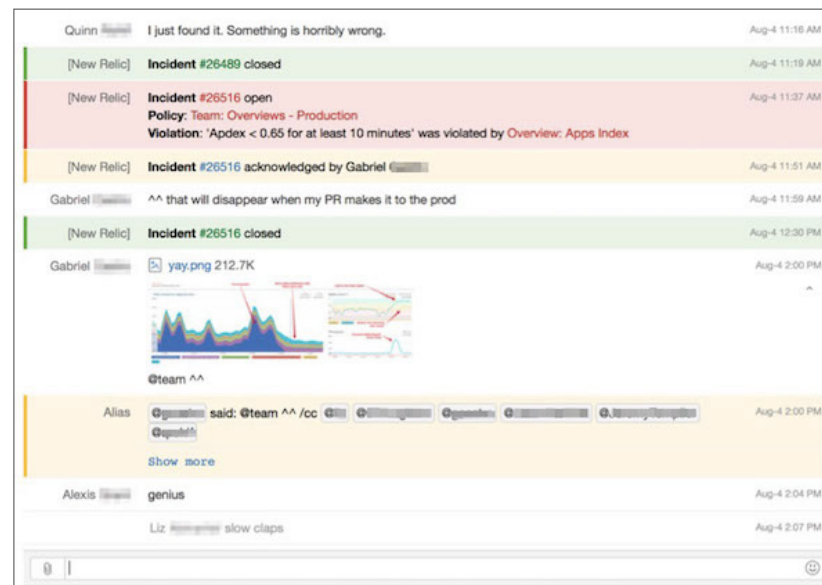 Quinn
I just found it. Something is horribly wrong.
Aug-4 11:16 AM
[New Relic]
Incident #26489 closed
Aug-4 11:19 AM
[New Relic]
Incident #26516 open
Aug-4 11:37 AM
Policy: Team: Overviews - Production
Violation: 'Apdex < 0.65 for at least 10 minutes' was violated by Overview: Apps Index
[New Relic]
Incident #26516 acknowledged by Gabriel
Aug-4 11:51 AM
Gabriel
^^ that will disappear when my PR makes it to the prod
Aug-4 11:59 AM
[New Relic]
Incident #26516 closed
Aug-4 12:30 PM
Gabriel
yay.png 212.7K
Aug-4 2:00 PM
@team ^^
Alias
said: @team ^^ /cc
Aug-4 2:00 PM
Show more
Alexis
genius
Aug-4 2:04 PM
Liz slow claps
Aug-4 2:07 PM